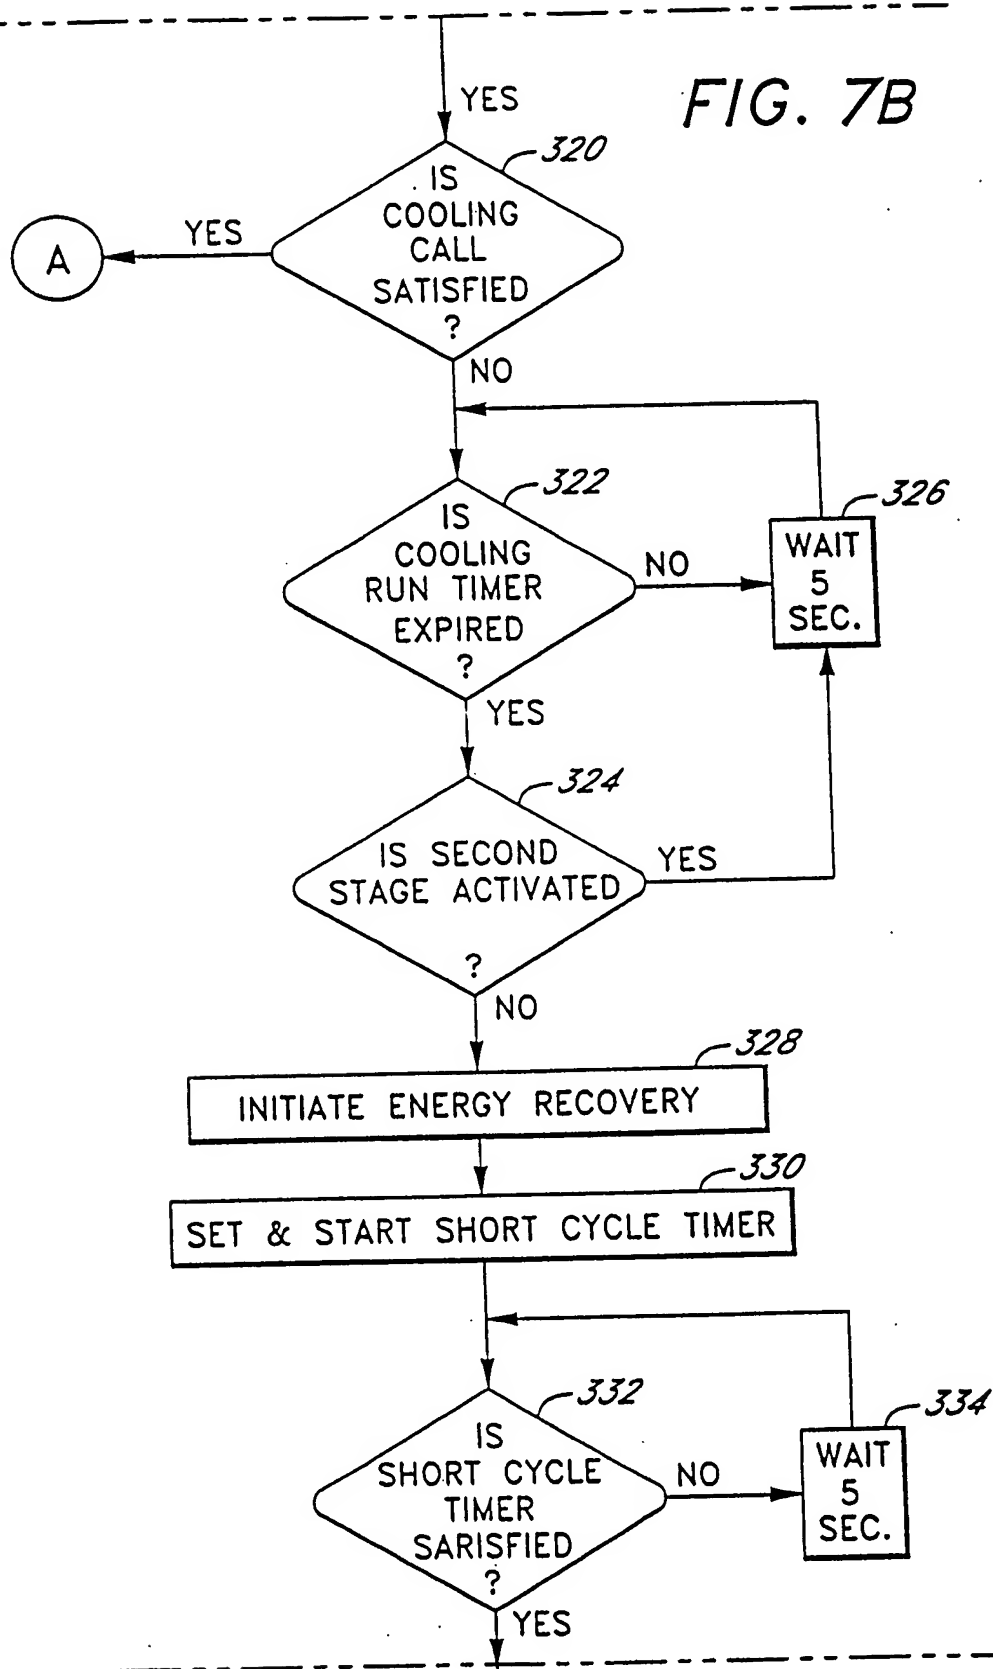 FIG. 7B
YES
320
IS
COOLING
CALL
SATISFIED
?
YES
A
NO
322
IS
COOLING
RUN TIMER
EXPIRED
?
NO
326
WAIT
5
SEC.
YES
324
IS SECOND
STAGE ACTIVATED
?
YES
NO
328
INITIATE ENERGY RECOVERY
330
SET & START SHORT CYCLE TIMER
332
IS
SHORT CYCLE
TIMER
SARISFIED
?
NO
334
WAIT
5
SEC.
YES